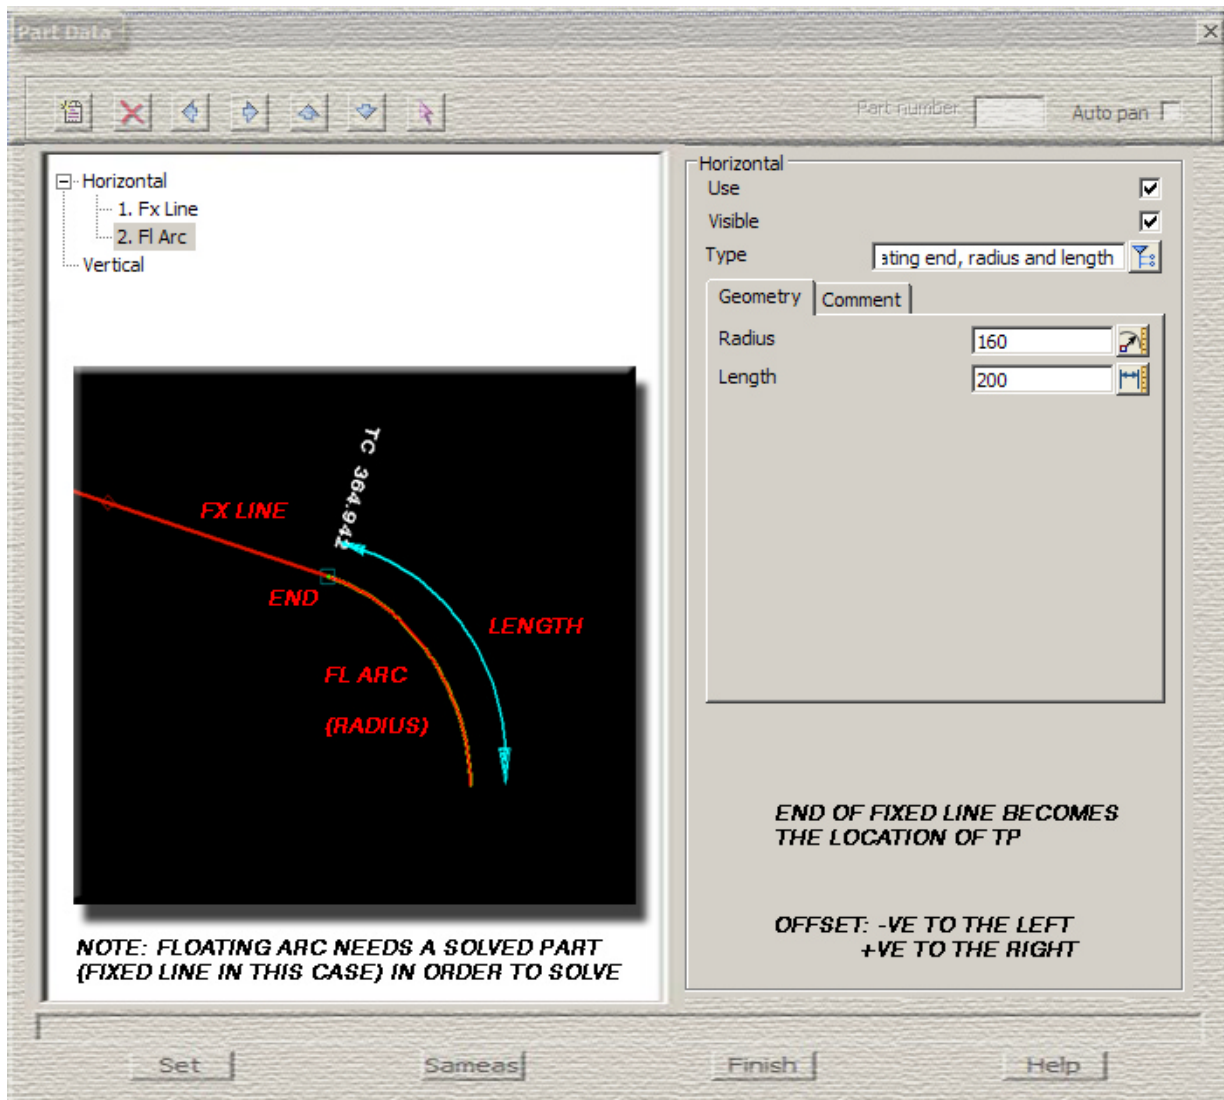 Part Data
Part number
Auto pan
Horizontal
1. Fx Line
2. Fl Arc
Vertical
TC 364.942
FX LINE
END
LENGTH
FL ARC
(RADIUS)
NOTE: FLOATING ARC NEEDS A SOLVED PART
(FIXED LINE IN THIS CASE) IN ORDER TO SOLVE
Horizontal
Use
Visible
Type
ating end, radius and length
Geometry
Comment
Radius
160
Length
200
END OF FIXED LINE BECOMES
THE LOCATION OF TP
OFFSET: -VE TO THE LEFT
+VE TO THE RIGHT
Set
Sameas
Finish
Help